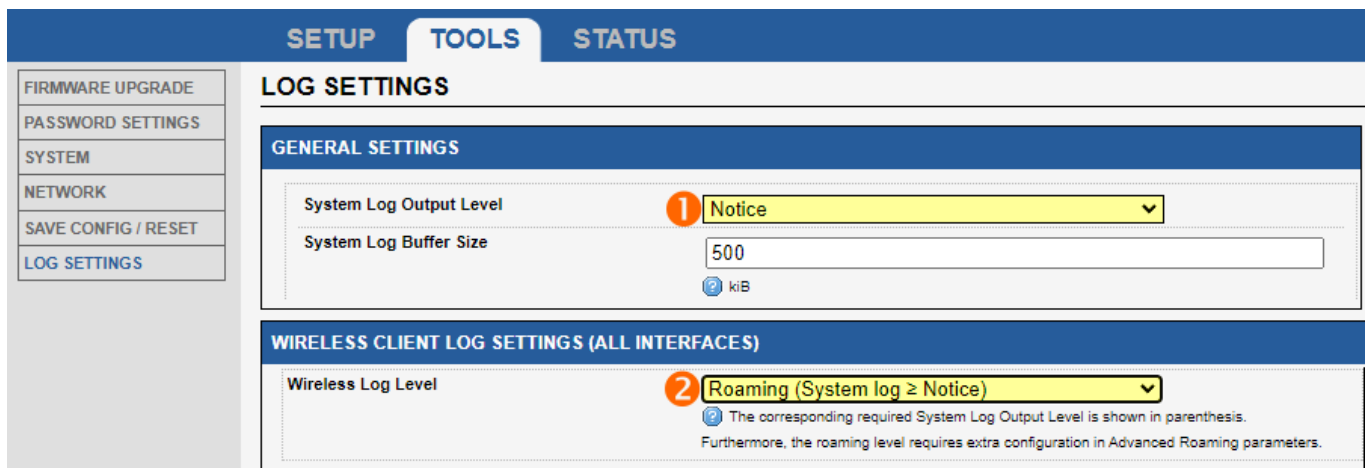 SETUP TOOLS STATUS
FIRMWARE UPGRADE
PASSWORD SETTINGS
SYSTEM
NETWORK
SAVE CONFIG / RESET
LOG SETTINGS
LOG SETTINGS
GENERAL SETTINGS
System Log Output Level 1 Notice
System Log Buffer Size 500
? kiB
WIRELESS CLIENT LOG SETTINGS (ALL INTERFACES)
Wireless Log Level 2 Roaming (System log ≥ Notice)
? The corresponding required System Log Output Level is shown in parenthesis.
Furthermore, the roaming level requires extra configuration in Advanced Roaming parameters.